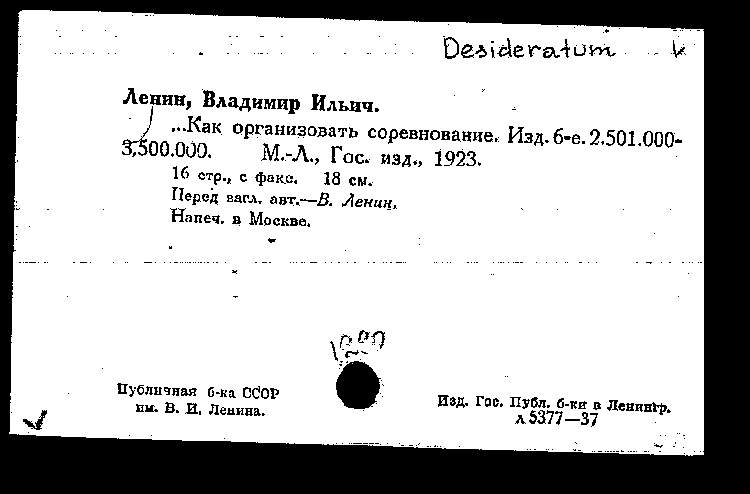 Desideratum
Ленин, Владимир Ильич.
...Как организовать соревнование. Изд. 6-е. 2.501.000-
3,500.000. М.-Л., Гос. изд., 1923.
16 стр., с факс. 18 см.
Перед загл. авт.—В. Ленин.
Напеч. в Москве.
Публичная б-ка СССР
им. В. И. Ленина.
Изд. Гос. Публ. б-ки в Ленингр.
л 5377—37